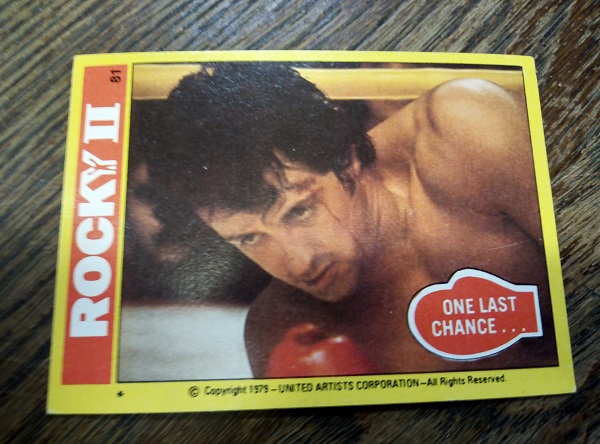 ROCKY II
81
ONE LAST
CHANCE...
* © Copyright 1979 – UNITED ARTISTS CORPORATION – All Rights Reserved.